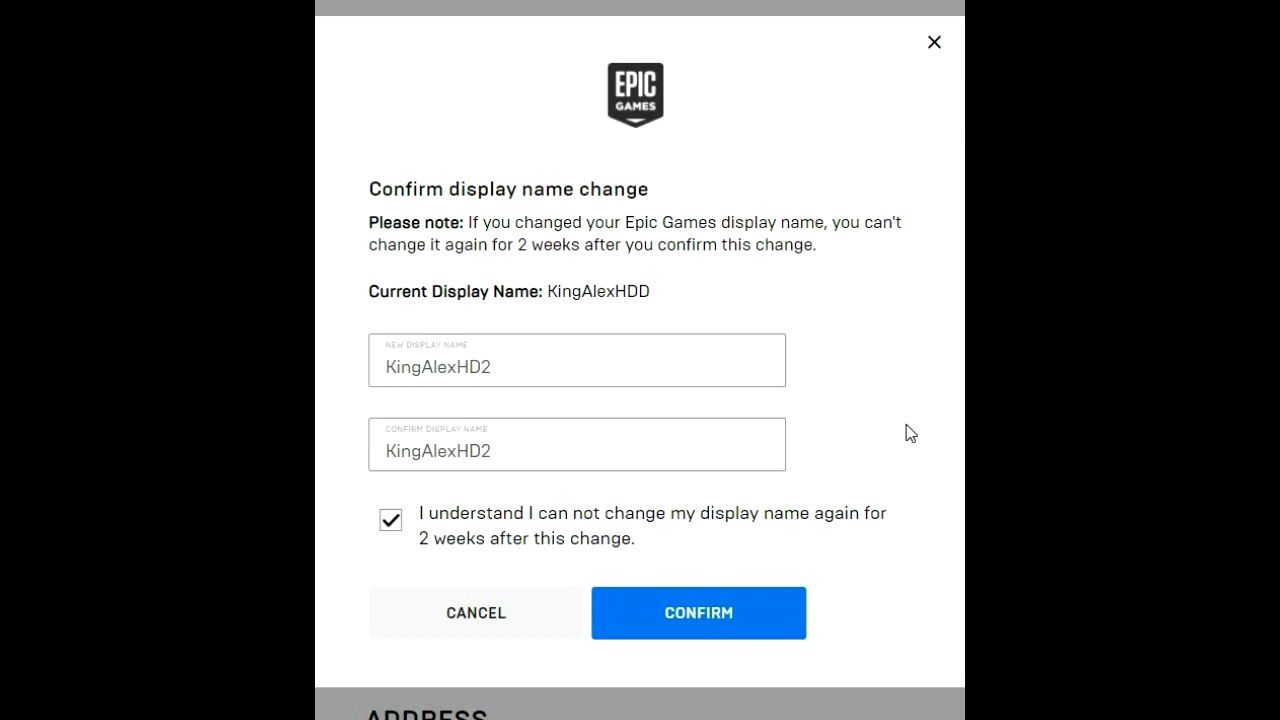 EPIC
GAMES
Confirm display name change
Please note: If you changed your Epic Games display name, you can't
change it again for 2 weeks after you confirm this change.
Current Display Name: KingAlexHDD
NEW DISPLAY NAME
KingAlexHD2
CONFIRM DISPLAY NAME
KingAlexHD2
I understand I can not change my display name again for
2 weeks after this change.
CANCEL
CONFIRM
ADDRESS